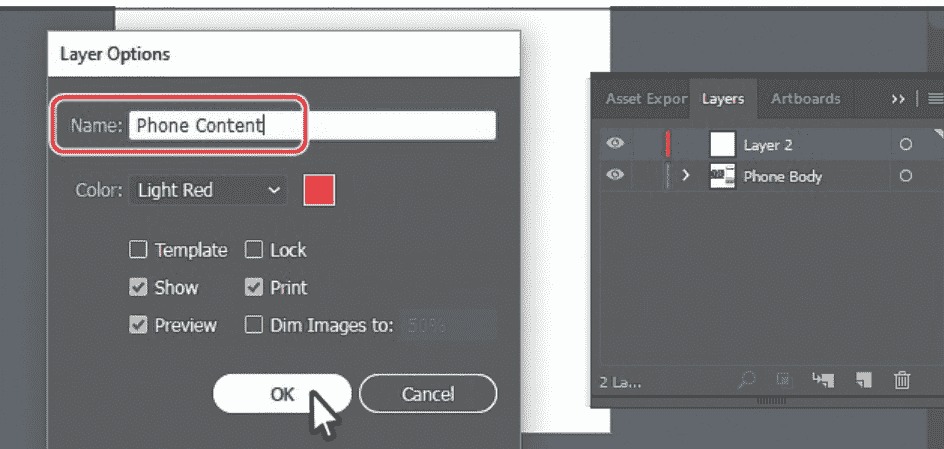 Layer Options
Name: Phone Content
Color: Light Red
Template Lock
Show Print
Preview Dim Images to: 50%
OK Cancel
Asset Expor Layers Artboards
Layer 2
Phone Body
2 La...